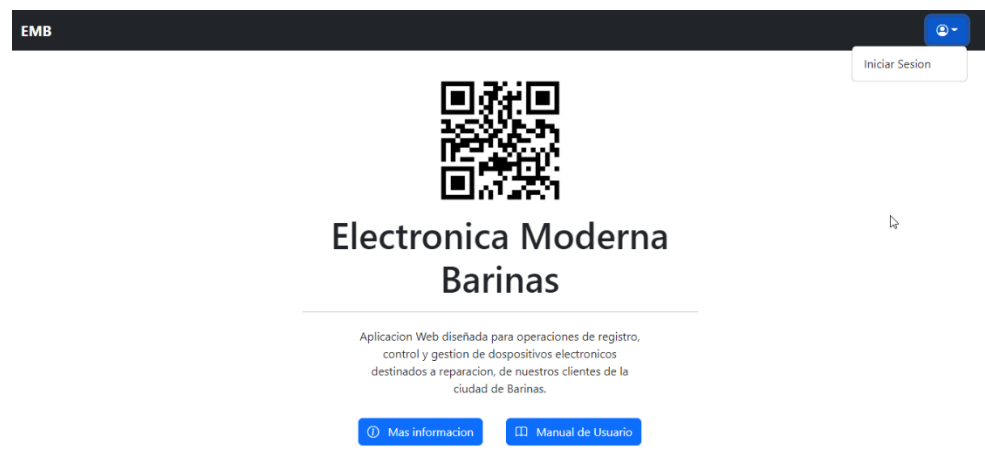 EMB
Iniciar Sesion
Electronica Moderna
Barinas
Aplicacion Web diseñada para operaciones de registro,
control y gestion de dospositivos electronicos
destinados a reparacion, de nuestros clientes de la
ciudad de Barinas.
Mas informacion
Manual de Usuario